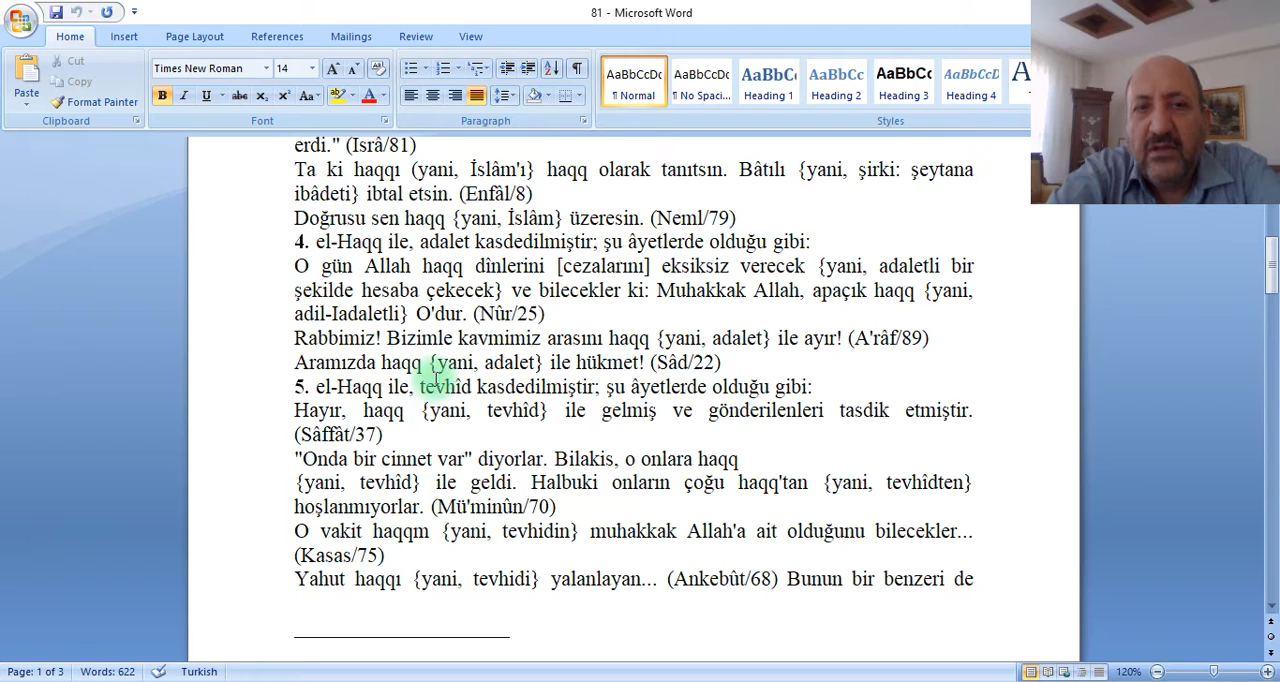 81 - Microsoft Word
Home Insert Page Layout References Mailings Review View
Paste
Cut
Copy
Format Painter
Clipboard
Times New Roman 14
Font
Paragraph
AaBbCcDc AaBbCcDc AaBbC AaBbCc AaBbCc AaBbCcD A
¶ Normal ¶ No Spaci... Heading 1 Heading 2 Heading 3 Heading 4
Styles
erdi." (Isrâ/81)
Ta ki haqqı (yani, İslâm'ı} haqq olarak tanıtsın. Bâtılı {yani, şirki: şeytana
ibâdeti} ibtal etsin. (Enfâl/8)
Doğrusu sen haqq {yani, İslâm} üzeresin. (Neml/79)
4. el-Haqq ile, adalet kasdedilmiştir; şu âyetlerde olduğu gibi:
O gün Allah haqq dînlerini [cezalarını] eksiksiz verecek {yani, adaletli bir
şekilde hesaba çekecek} ve bilecekler ki: Muhakkak Allah, apaçık haqq {yani,
adil-Iadaletli} O'dur. (Nûr/25)
Rabbimiz! Bizimle kavmimiz arasını haqq {yani, adalet} ile ayır! (A'râf/89)
Aramızda haqq {yani, adalet} ile hükmet! (Sâd/22)
5. el-Haqq ile, tevhîd kasdedilmiştir; şu âyetlerde olduğu gibi:
Hayır, haqq {yani, tevhîd} ile gelmiş ve gönderilenleri tasdik etmiştir.
(Sâffât/37)
"Onda bir cinnet var" diyorlar. Bilakis, o onlara haqq
{yani, tevhîd} ile geldi. Halbuki onların çoğu haqq'tan {yani, tevhîdten}
hoşlanmıyorlar. (Mü'minûn/70)
O vakit haqqm {yani, tevhidin} muhakkak Allah'a ait olduğunu bilecekler...
(Kasas/75)
Yahut haqqı {yani, tevhidi} yalanlayan... (Ankebût/68) Bunun bir benzeri de
Page: 1 of 3 Words: 622 Turkish 120%